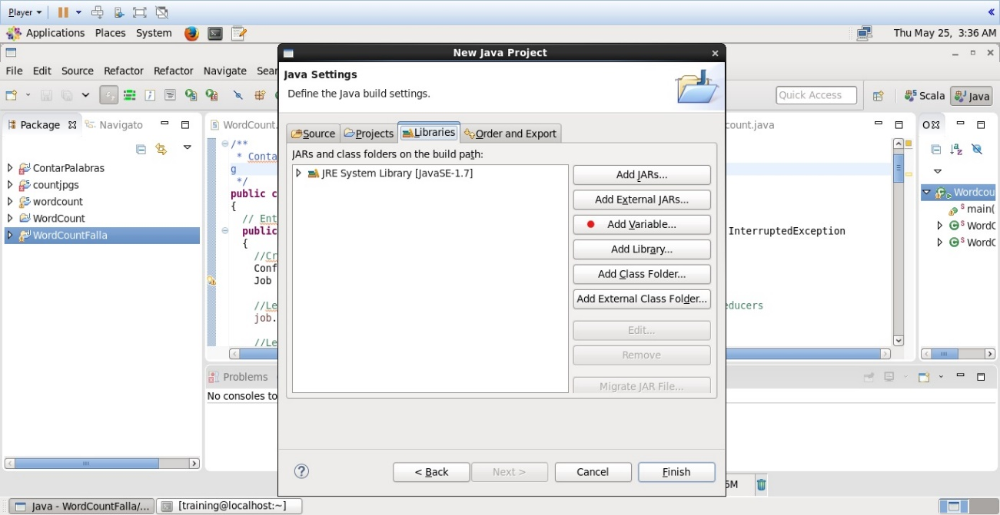 Player
Applications Places System Thu May 25, 3:36 AM
New Java Project
File Edit Source Refactor Refactor Navigate Sear
Java Settings
Define the Java build settings.
Quick Access Scala Java
Package Navigato
WordCount. count.java
Source Projects Libraries Order and Export
JARs and class folders on the build path:
JRE System Library [JavaSE-1.7]
Add JARs...
Add External JARs...
Add Variable...
Add Library...
Add Class Folder...
Add External Class Folder...
Edit...
Remove
Migrate JAR File...
ContarPalabras
countjpgs
wordcount
WordCount
WordCountFalla
/**
* Conta
g
*/
public c
{
// Ent
public InterruptedException
{
//Cr
Conf
Job
//Le educers
job.
//Le
Wordcou
main(
WordC
WordC
Problems
No consoles to
< Back Next > Cancel Finish
5M
Java - WordCountFalla/... [training@localhost:~]